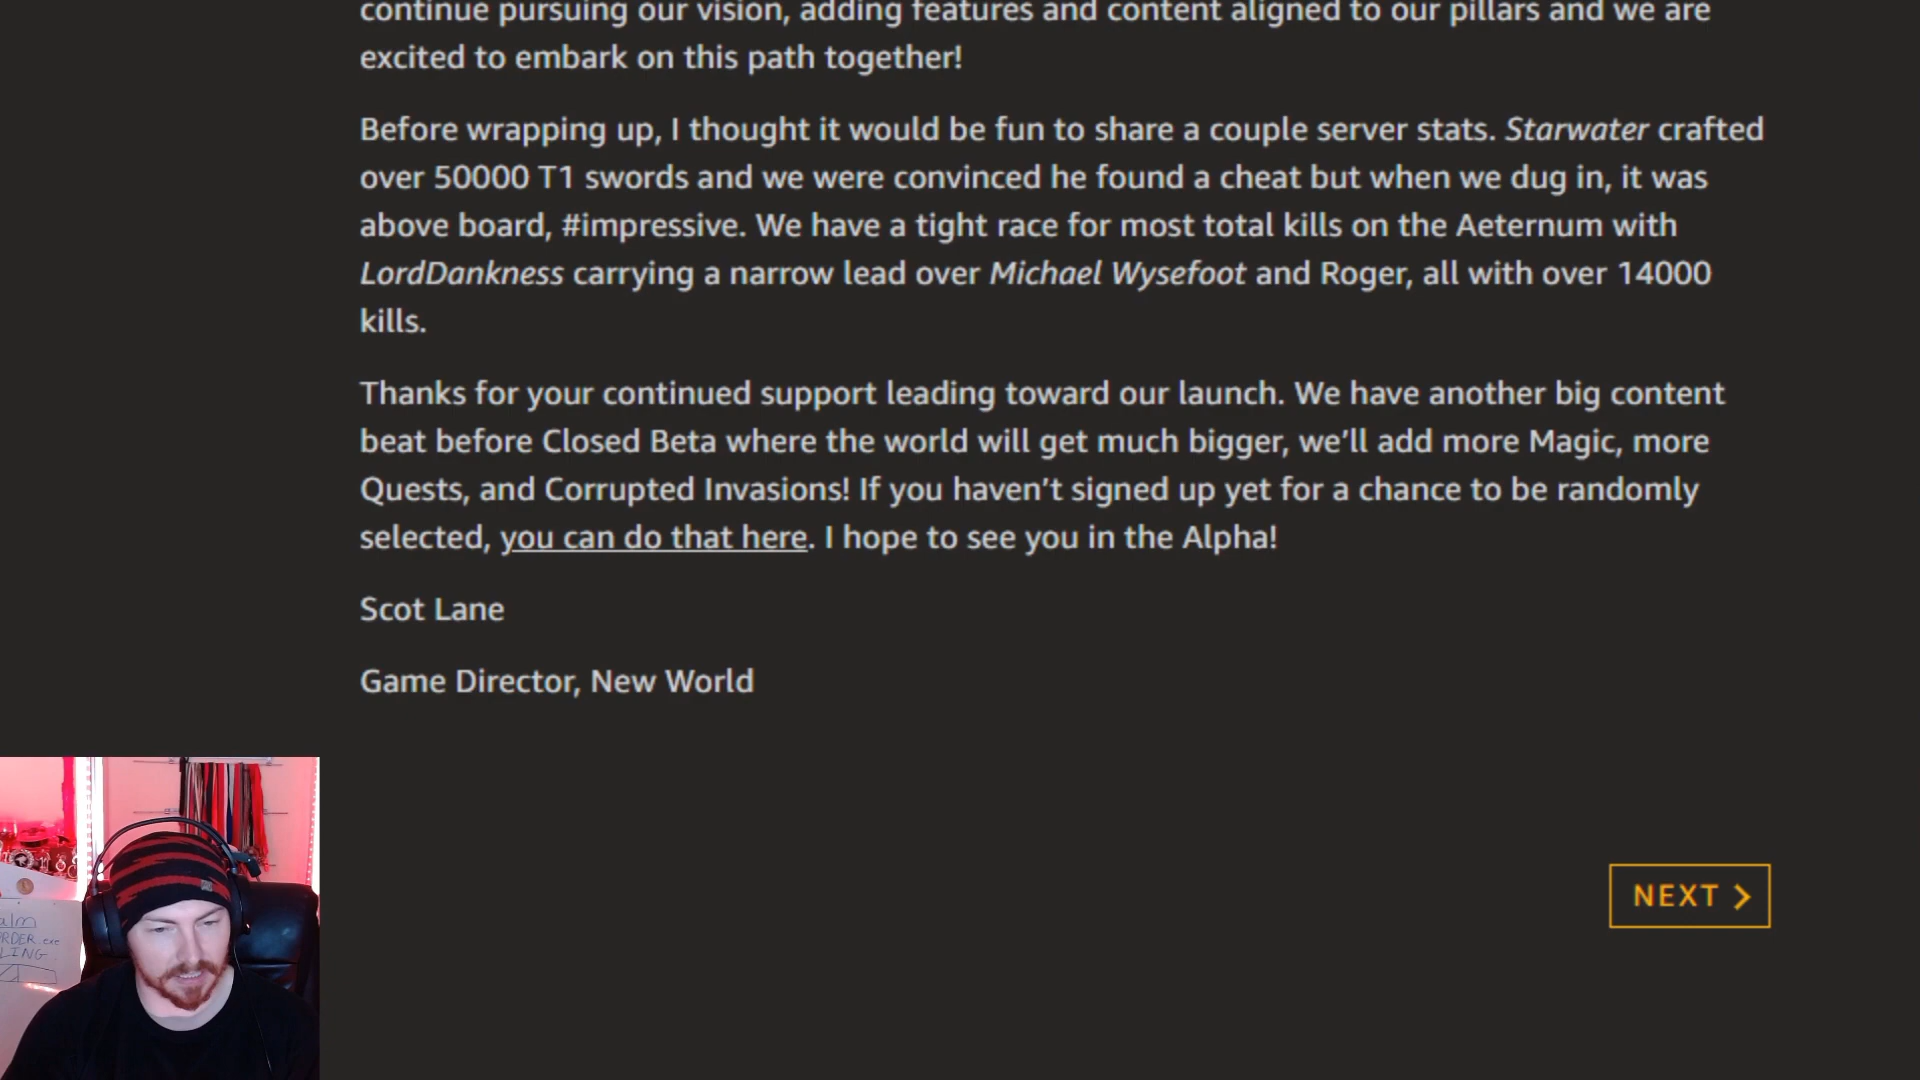 continue pursuing our vision, adding features and content aligned to our pillars and we are
excited to embark on this path together!
Before wrapping up, I thought it would be fun to share a couple server stats. Starwater crafted
over 50000 T1 swords and we were convinced he found a cheat but when we dug in, it was
above board, #impressive. We have a tight race for most total kills on the Aeternum with
LordDankness carrying a narrow lead over Michael Wysefoot and Roger, all with over 14000
kills.
Thanks for your continued support leading toward our launch. We have another big content
beat before Closed Beta where the world will get much bigger, we’ll add more Magic, more
Quests, and Corrupted Invasions! If you haven’t signed up yet for a chance to be randomly
selected, you can do that here. I hope to see you in the Alpha!
Scot Lane
Game Director, New World
NEXT